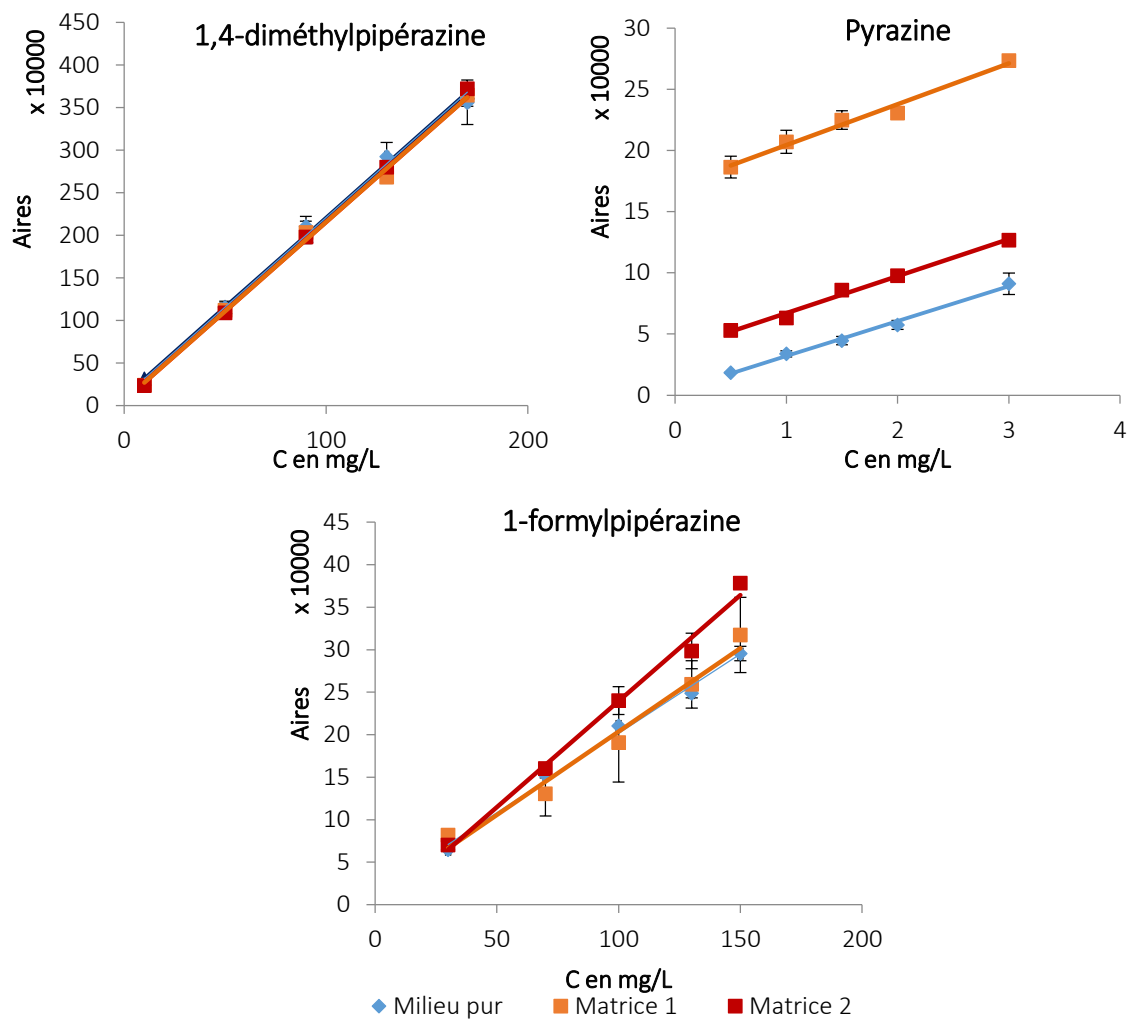 1,4-diméthylpipérazine
x 10000
Aires
450
400
350
300
250
200
150
100
50
0
0 100 200
C en mg/L
Pyrazine
x 10000
Aires
30
25
20
15
10
5
0
0 1 2 3 4
C en mg/L
1-formylpipérazine
x 10000
Aires
45
40
35
30
25
20
15
10
5
0
0 50 100 150 200
C en mg/L
Milieu pur Matrice 1 Matrice 2